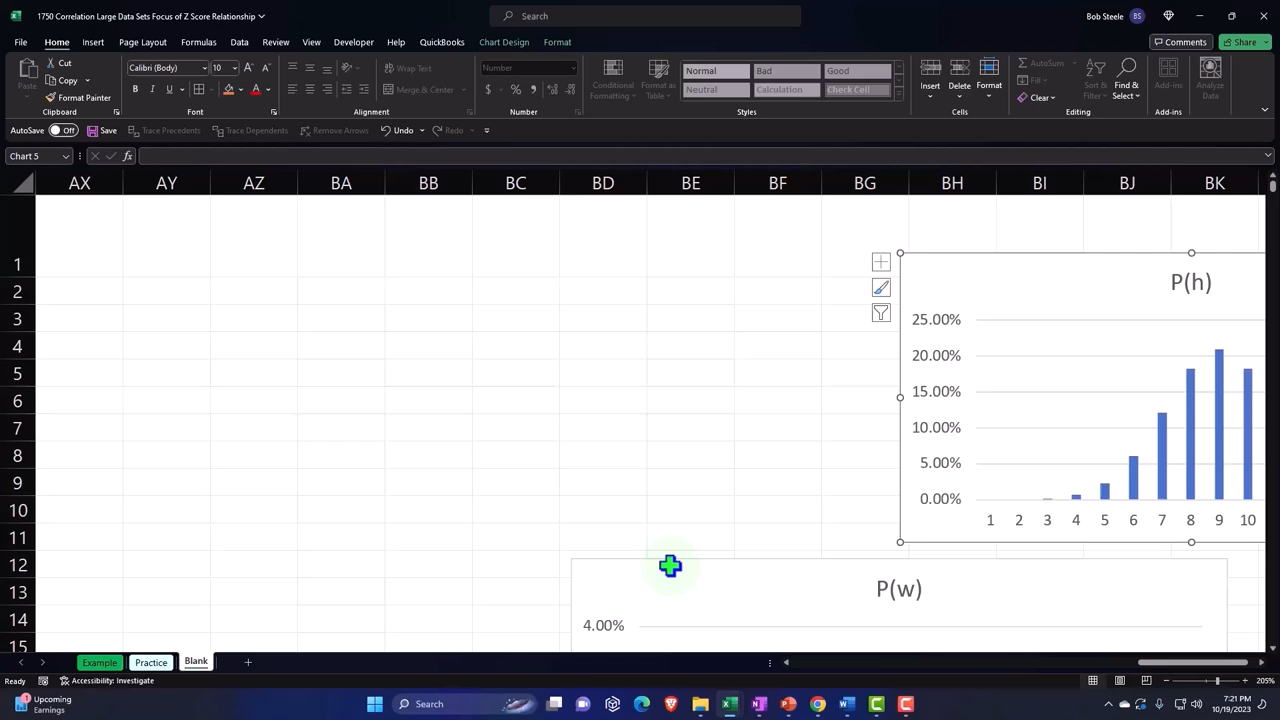 1750 Correlation Large Data Sets Focus of Z Score Relationship
Search
Bob Steele BS
File Home Insert Page Layout Formulas Data Review View Developer Help QuickBooks Chart Design Format
Comments Share
Paste Cut Copy Format Painter
Calibri (Body) 10
Wrap Text Merge & Center
Number
Conditional Formatting Format as Table
Normal Bad Good
Neutral Calculation Check Cell
Insert Delete Format
AutoSum Fill Clear
Sort & Filter Find & Select
Add-ins
Analyze Data
Clipboard Font Alignment Number Styles Cells Editing Add-ins
AutoSave Off Save Trace Precedents Trace Dependents Remove Arrows Undo Redo
Chart 5 fx
AX AY AZ BA BB BC BD BE BF BG BH BI BJ BK
1
2
3
4
5
6
7
8
9
10
11
12
13
14
15
P(h)
25.00%
20.00%
15.00%
10.00%
5.00%
0.00%
1 2 3 4 5 6 7 8 9 10
P(w)
4.00%
Example Practice Blank
Ready Accessibility: Investigate 205%
Upcoming
Earnings
1
Search
7:21 PM
10/19/2023